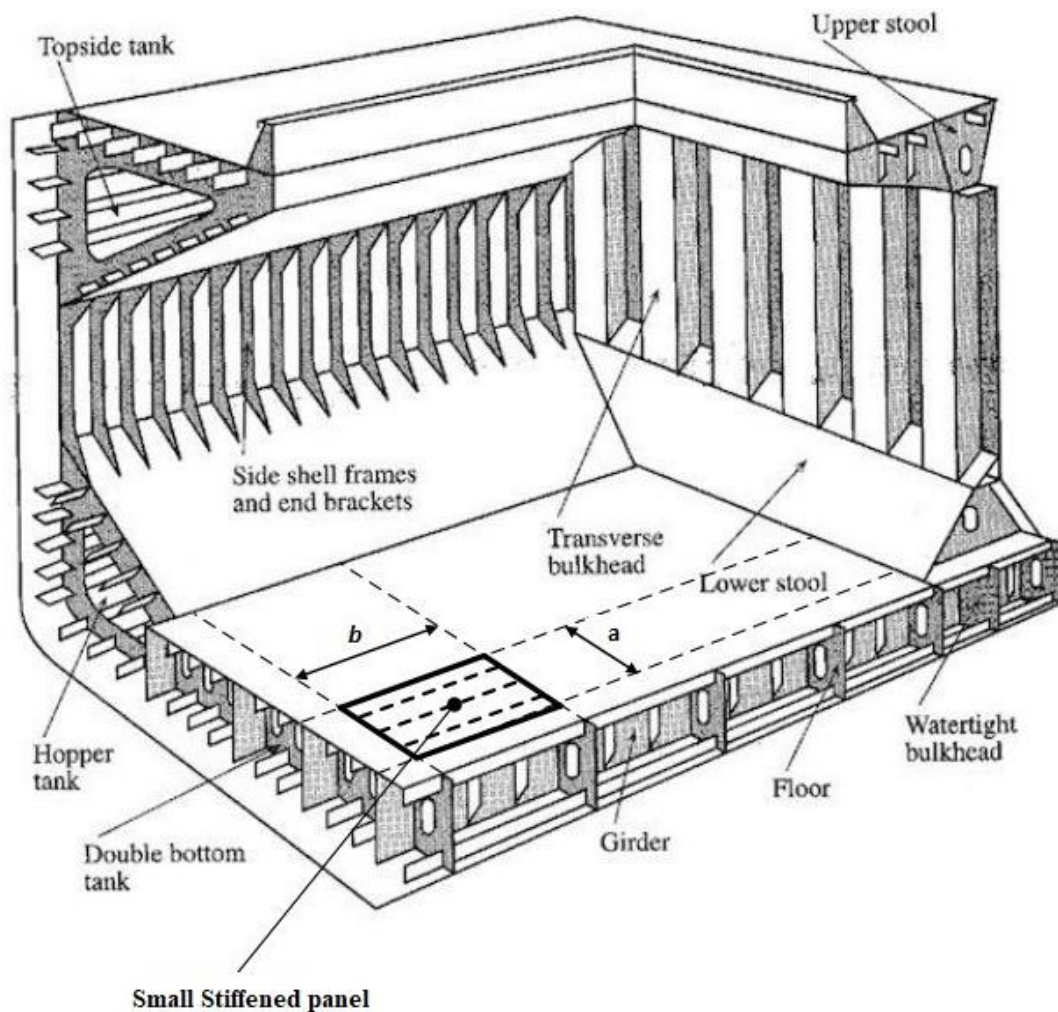 Topside tank
Upper stool
Side shell frames
and end brackets
Transverse
bulkhead
Lower stool
b
a
Hopper
tank
Watertight
bulkhead
Floor
Girder
Double bottom
tank
Small Stiffened panel